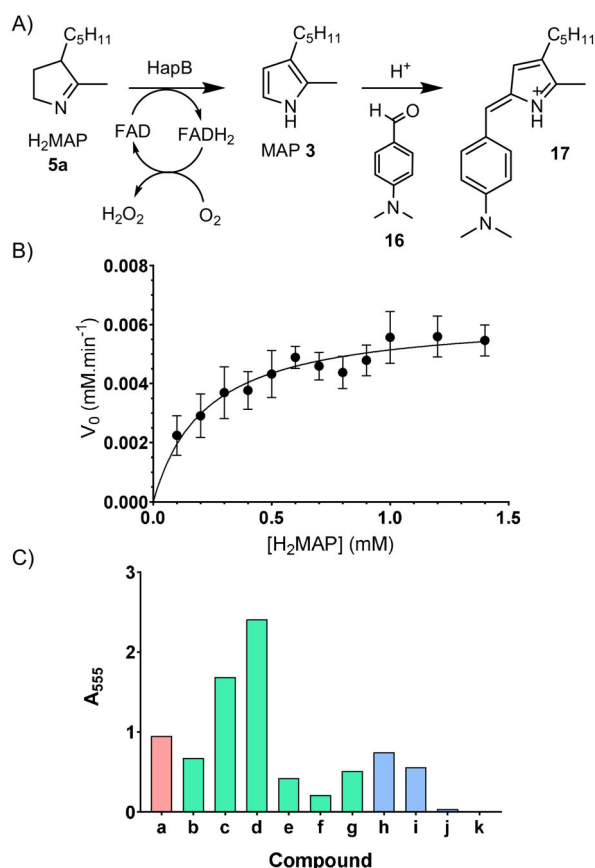 A)
C₅H₁₁
N
H₂MAP
5a
HapB
FAD
FADH₂
H₂O₂
O₂
C₅H₁₁
N
H
MAP 3
H⁺
O
N
16
C₅H₁₁
+
N
H
17
N
B)
V₀ (mM.min⁻¹)
0.008
0.006
0.004
0.002
0.000
0.0 0.5 1.0 1.5
[H₂MAP] (mM)
C)
A₅₅₅
3
2
1
0
a b c d e f g h i j k
Compound